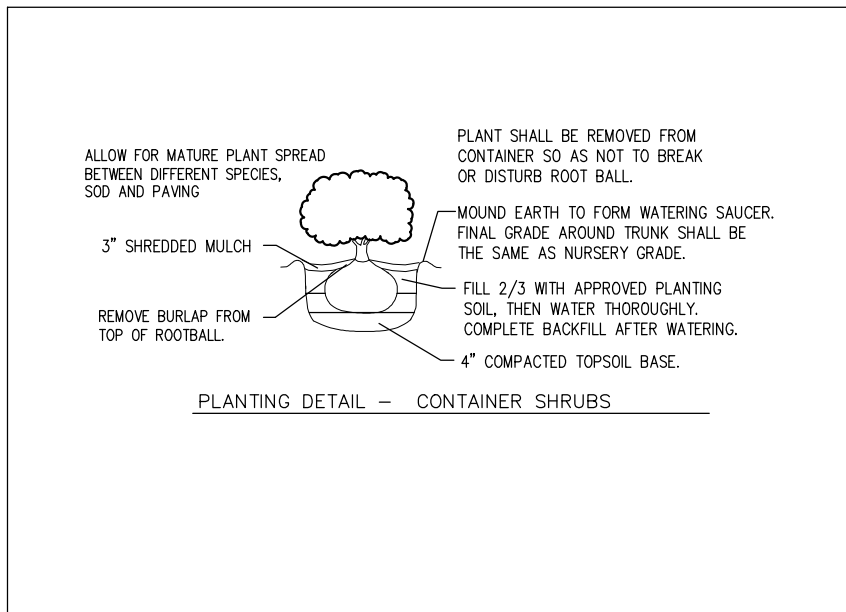 ALLOW FOR MATURE PLANT SPREAD
BETWEEN DIFFERENT SPECIES,
SOD AND PAVING
3" SHREDDED MULCH
REMOVE BURLAP FROM
TOP OF ROOTBALL.
PLANT SHALL BE REMOVED FROM
CONTAINER SO AS NOT TO BREAK
OR DISTURB ROOT BALL.
MOUND EARTH TO FORM WATERING SAUCER.
FINAL GRADE AROUND TRUNK SHALL BE
THE SAME AS NURSERY GRADE.
FILL 2/3 WITH APPROVED PLANTING
SOIL, THEN WATER THOROUGHLY.
COMPLETE BACKFILL AFTER WATERING.
4" COMPACTED TOPSOIL BASE.
PLANTING DETAIL – CONTAINER SHRUBS